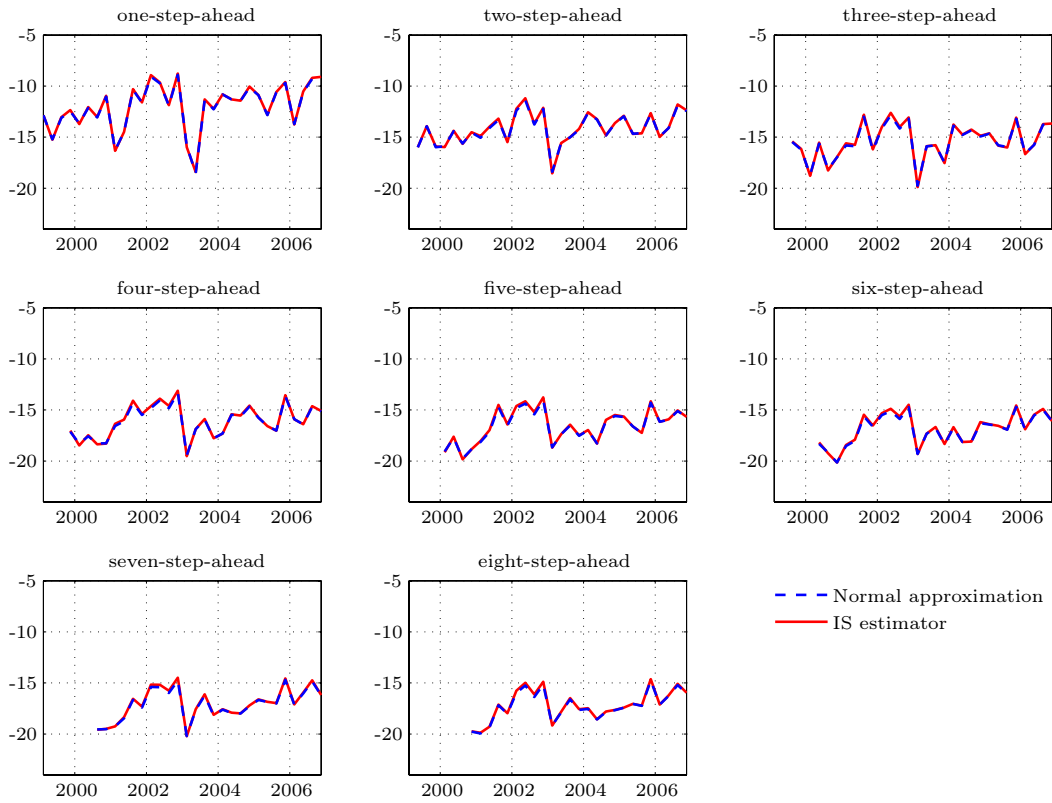 one-step-ahead
-5
-10
-15
-20
2000 2002 2004 2006
two-step-ahead
-5
-10
-15
-20
2000 2002 2004 2006
three-step-ahead
-5
-10
-15
-20
2000 2002 2004 2006
four-step-ahead
-5
-10
-15
-20
2000 2002 2004 2006
five-step-ahead
-5
-10
-15
-20
2000 2002 2004 2006
six-step-ahead
-5
-10
-15
-20
2000 2002 2004 2006
seven-step-ahead
-5
-10
-15
-20
2000 2002 2004 2006
eight-step-ahead
-5
-10
-15
-20
2000 2002 2004 2006
Normal approximation
IS estimator